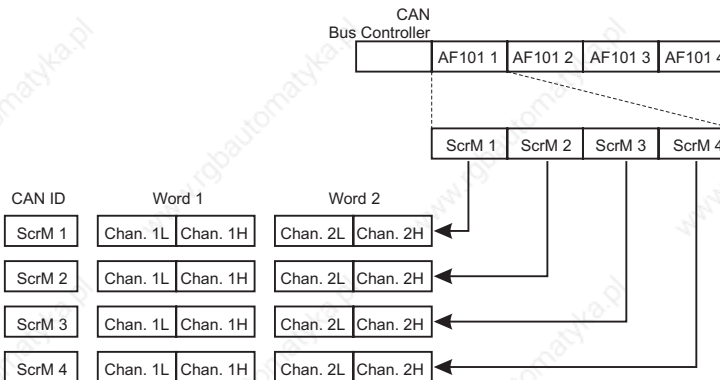 CAN
Bus Controller
AF101 1 AF101 2 AF101 3 AF101 4
ScrM 1 ScrM 2 ScrM 3 ScrM 4
CAN ID Word 1 Word 2
ScrM 1 Chan. 1L Chan. 1H Chan. 2L Chan. 2H
ScrM 2 Chan. 1L Chan. 1H Chan. 2L Chan. 2H
ScrM 3 Chan. 1L Chan. 1H Chan. 2L Chan. 2H
ScrM 4 Chan. 1L Chan. 1H Chan. 2L Chan. 2H
www.rgbautomatyka.pl